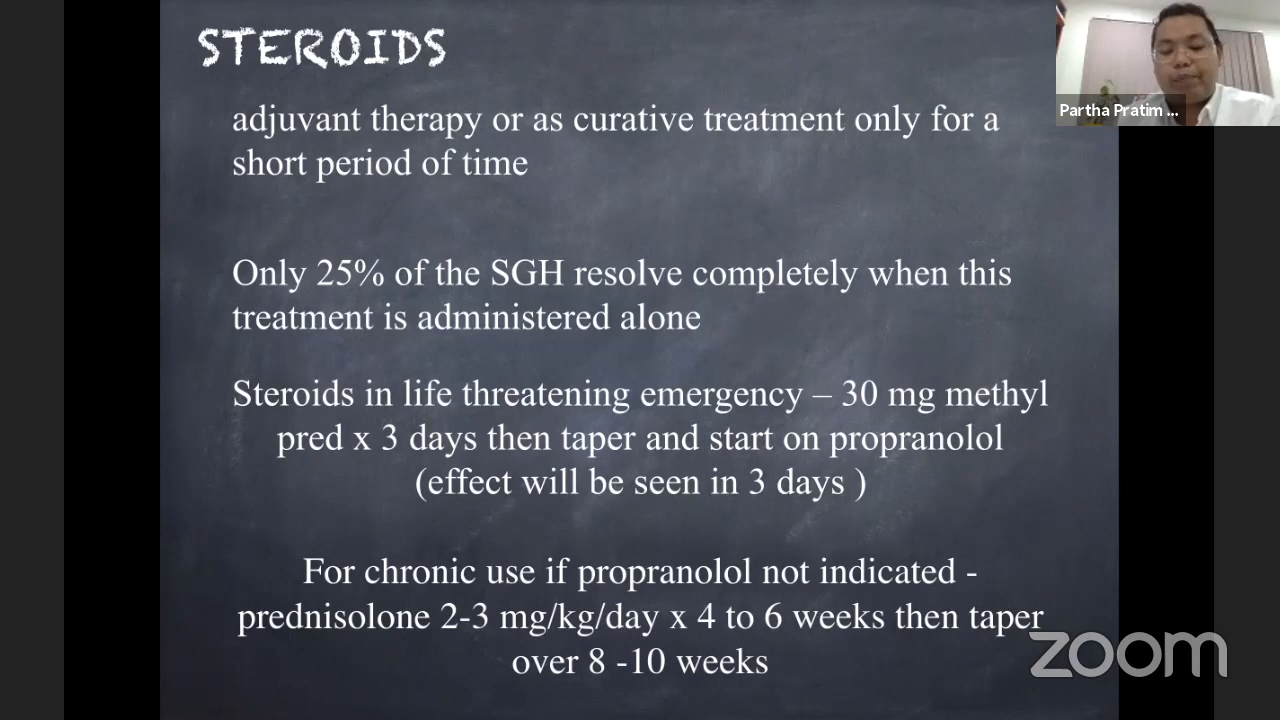 STEROIDS
Partha Pratim ...
adjuvant therapy or as curative treatment only for a
short period of time
Only 25% of the SGH resolve completely when this
treatment is administered alone
Steroids in life threatening emergency – 30 mg methyl
pred x 3 days then taper and start on propranolol
(effect will be seen in 3 days )
For chronic use if propranolol not indicated -
prednisolone 2-3 mg/kg/day x 4 to 6 weeks then taper
over 8 -10 weeks
zoom